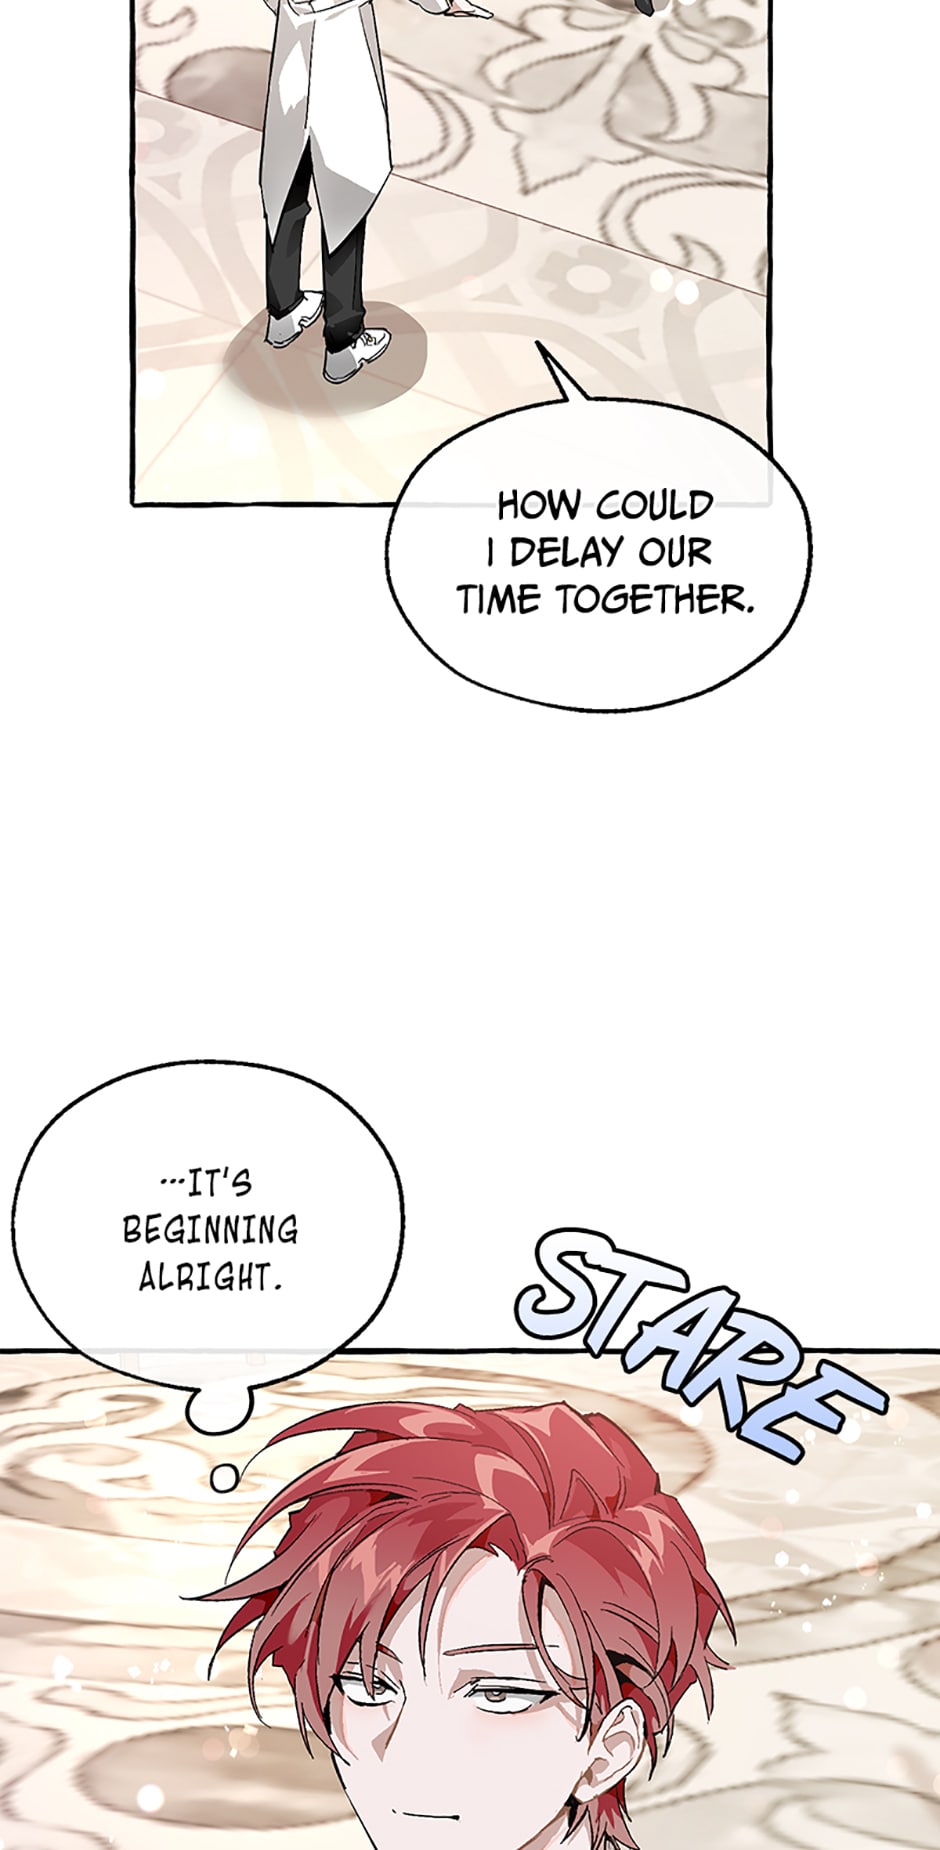 HOW COULD
I DELAY OUR
TIME TOGETHER.
...IT'S
BEGINNING
ALRIGHT.
STARE